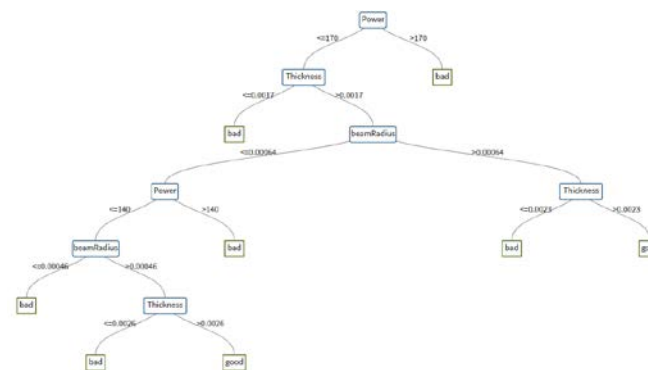 Power
<=170 >170
Thickness bad
<=0.0017 >0.0017
bad beamRadius
<=0.00064 >0.00064
Power Thickness
<=140 >140 <=0.0023 >0.0023
beamRadius bad bad go
<=0.00046 >0.00046
bad Thickness
<=0.0026 >0.0026
bad good